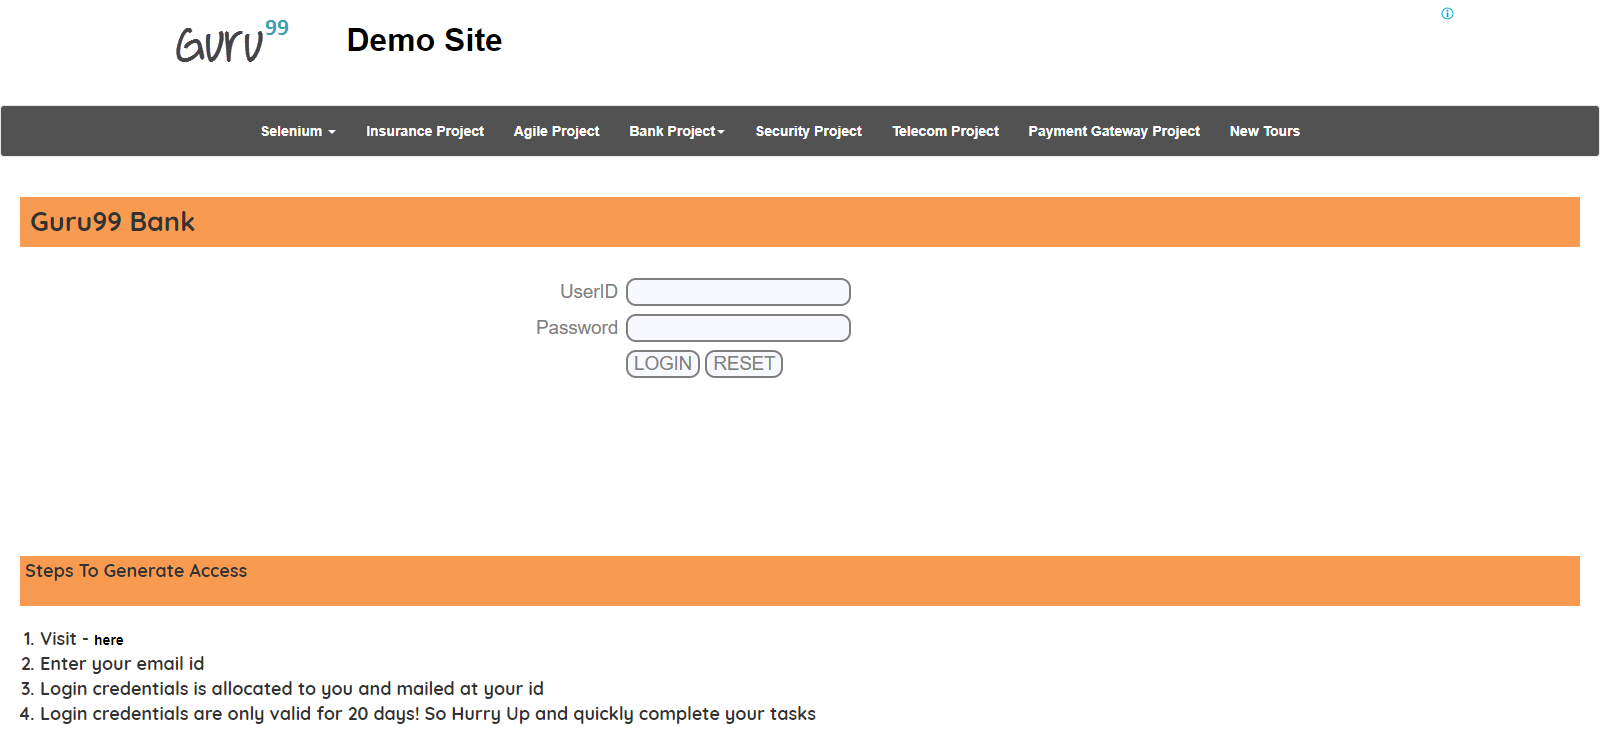 Guru99 Demo Site
Selenium Insurance Project Agile Project Bank Project Security Project Telecom Project Payment Gateway Project New Tours
Guru99 Bank
UserID
Password
LOGIN RESET
Steps To Generate Access
1. Visit - here
2. Enter your email id
3. Login credentials is allocated to you and mailed at your id
4. Login credentials are only valid for 20 days! So Hurry Up and quickly complete your tasks